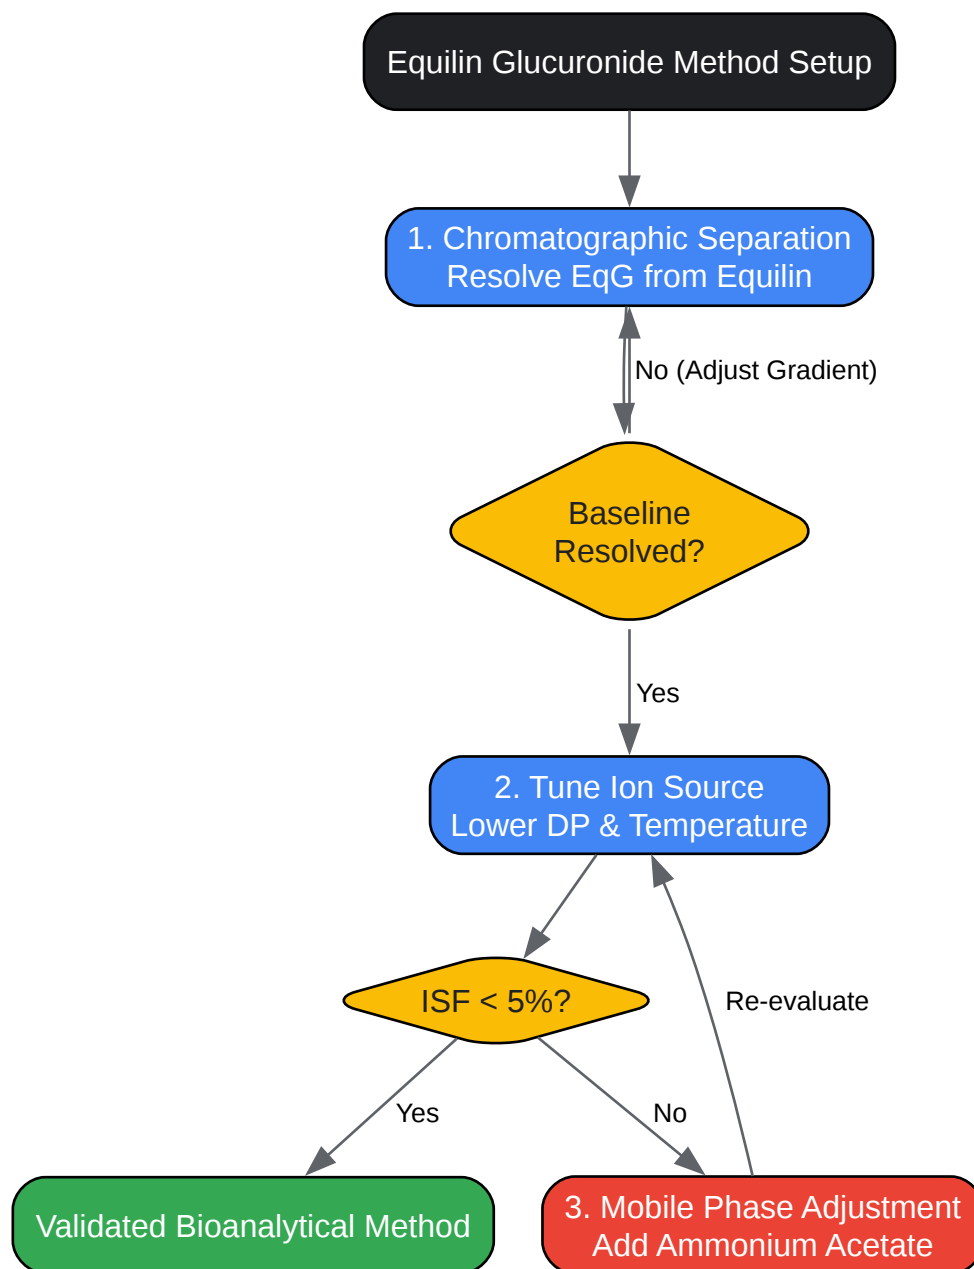 Equilin Glucuronide Method Setup
1. Chromatographic Separation
Resolve EqG from Equilin
No (Adjust Gradient)
Baseline
Resolved?
Yes
2. Tune Ion Source
Lower DP & Temperature
ISF < 5%?
Re-evaluate
Yes
No
Validated Bioanalytical Method
3. Mobile Phase Adjustment
Add Ammonium Acetate